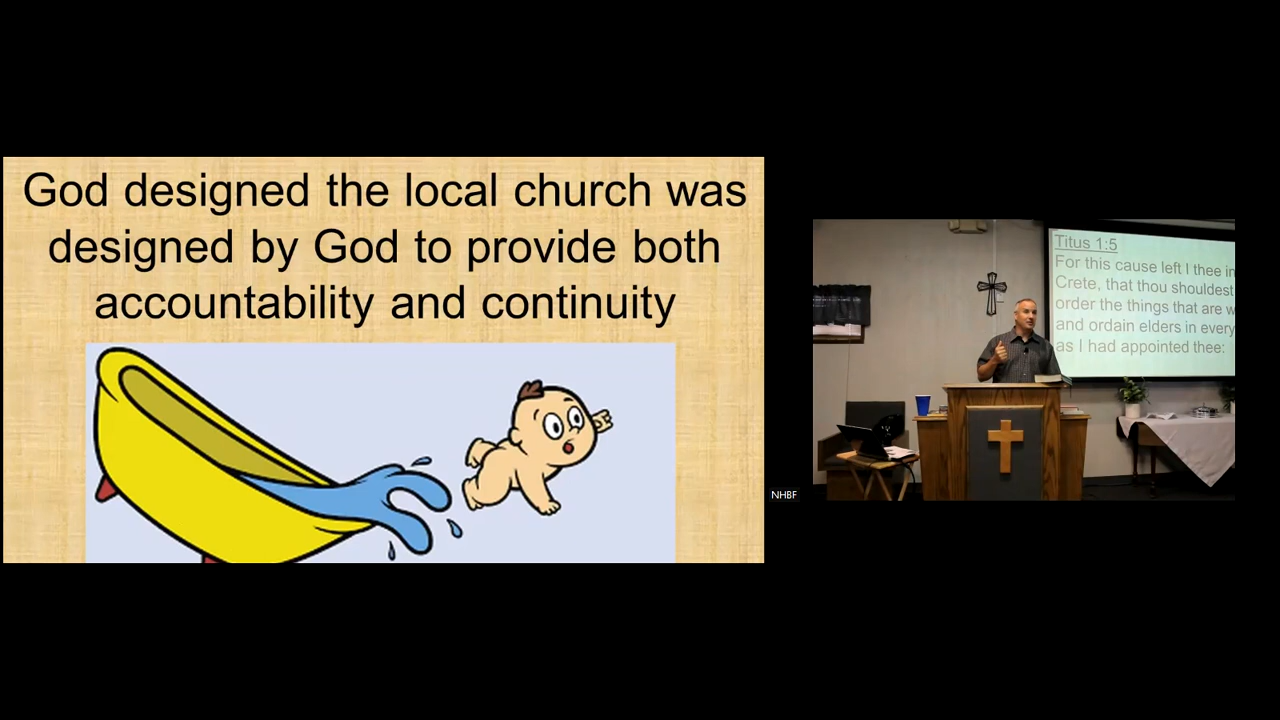 God designed the local church was
designed by God to provide both
accountability and continuity
Titus 1:5
For this cause left I thee in
Crete, that thou shouldest
order the things that are w
and ordain elders in every
as I had appointed thee:
NHBF